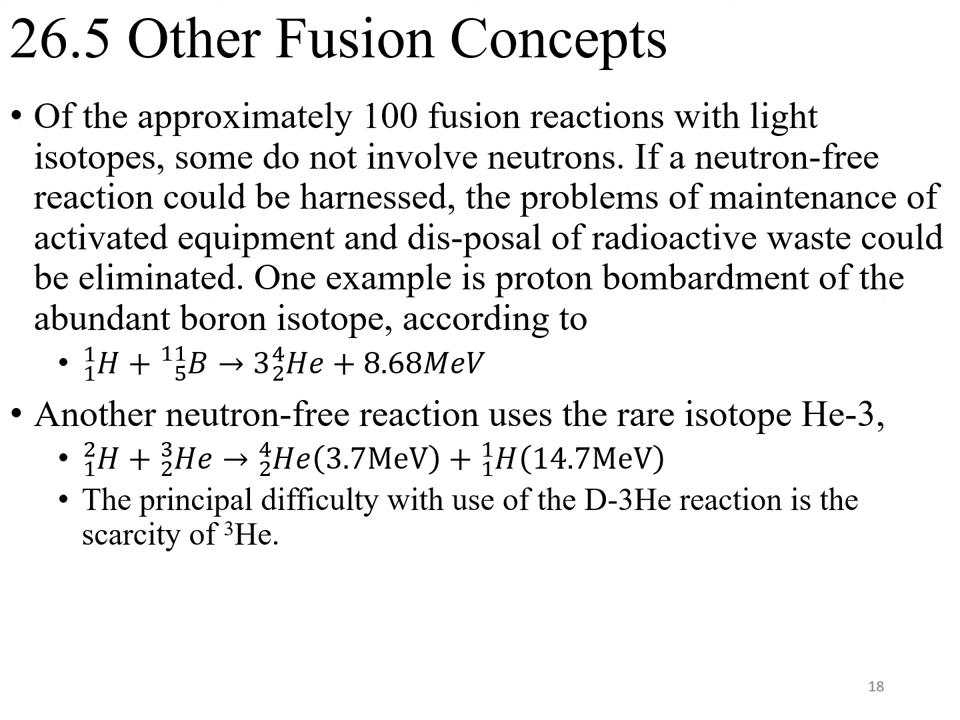 26.5 Other Fusion Concepts
• Of the approximately 100 fusion reactions with light
isotopes, some do not involve neutrons. If a neutron-free
reaction could be harnessed, the problems of maintenance of
activated equipment and dis-posal of radioactive waste could
be eliminated. One example is proton bombardment of the
abundant boron isotope, according to
• ¹₁H + ¹¹₅B → 3⁴₂He + 8.68MeV
• Another neutron-free reaction uses the rare isotope He-3,
• ²₁H + ³₂He → ⁴₂He(3.7MeV) + ¹₁H(14.7MeV)
• The principal difficulty with use of the D-3He reaction is the
scarcity of ³He.
18